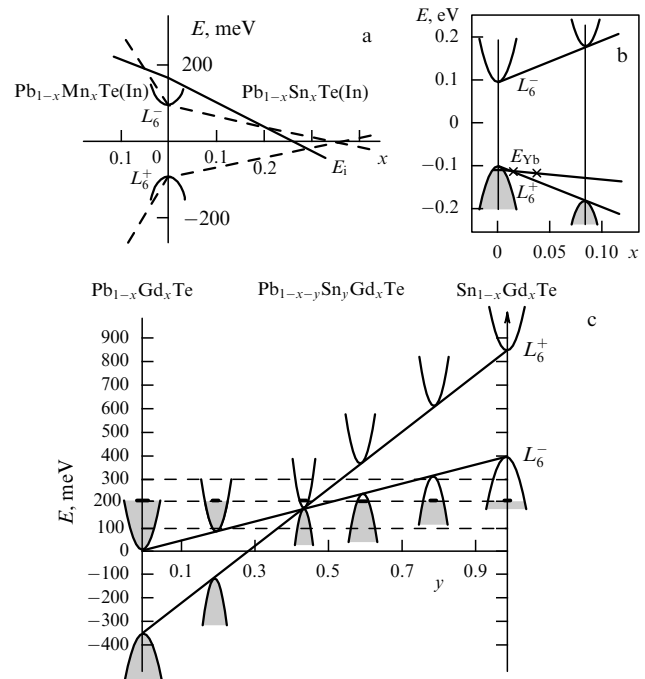 E, meV
a
200
Pb₁₋ₓMnₓTe(In)
Pb₁₋ₓSnₓTe(In)
L₆⁻
0.1
0
0.1
0.2
x
Eᵢ
L₆⁺
−200
E, eV
b
0.2
0.1
L₆⁻
0
−0.1
E_Yb
L₆⁺
−0.2
0
0.05
0.10
x
c
Pb₁₋ₓGdₓTe
Pb₁₋ₓ₋ᵧSnᵧGdₓTe
Sn₁₋ₓGdₓTe
900
800
700
600
500
400
300
200
100
0
−100
−200
−300
−400
E, meV
L₆⁺
L₆⁻
0.1
0.3
0.5
0.7
0.9
y